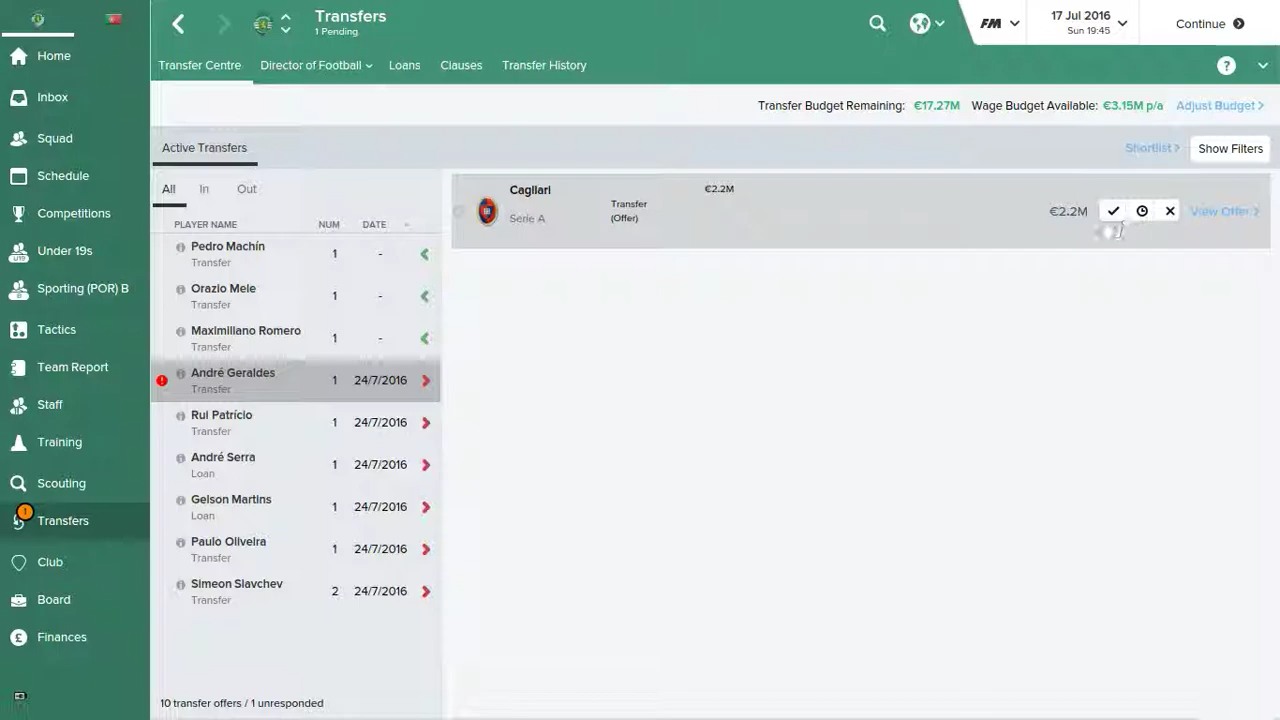 Transfers
1 Pending.
FM
17 Jul 2016
Sun 19:45
Continue
Home
Inbox
Squad
Schedule
Competitions
Under 19s
Sporting (POR) B
Tactics
Team Report
Staff
Training
Scouting
1
Transfers
Club
Board
Finances
Transfer Centre
Director of Football
Loans
Clauses
Transfer History
?
Transfer Budget Remaining: €17.27M Wage Budget Available: €3.15M p/a Adjust Budget >
Active Transfers
Shortlist >
Show Filters
All In Out
PLAYER NAME NUM DATE
Pedro Machín
Transfer
1 -
Orazio Mele
Transfer
1 -
Maximiliano Romero
Transfer
1 -
André Geraldes
Transfer
1 24/7/2016
Rui Patrício
Transfer
1 24/7/2016
André Serra
Loan
1 24/7/2016
Gelson Martins
Loan
1 24/7/2016
Paulo Oliveira
Transfer
1 24/7/2016
Simeon Slavchev
Transfer
2 24/7/2016
10 transfer offers / 1 unresponded
Cagliari
Serie A
Transfer
(Offer)
€2.2M
€2.2M
View Offer >